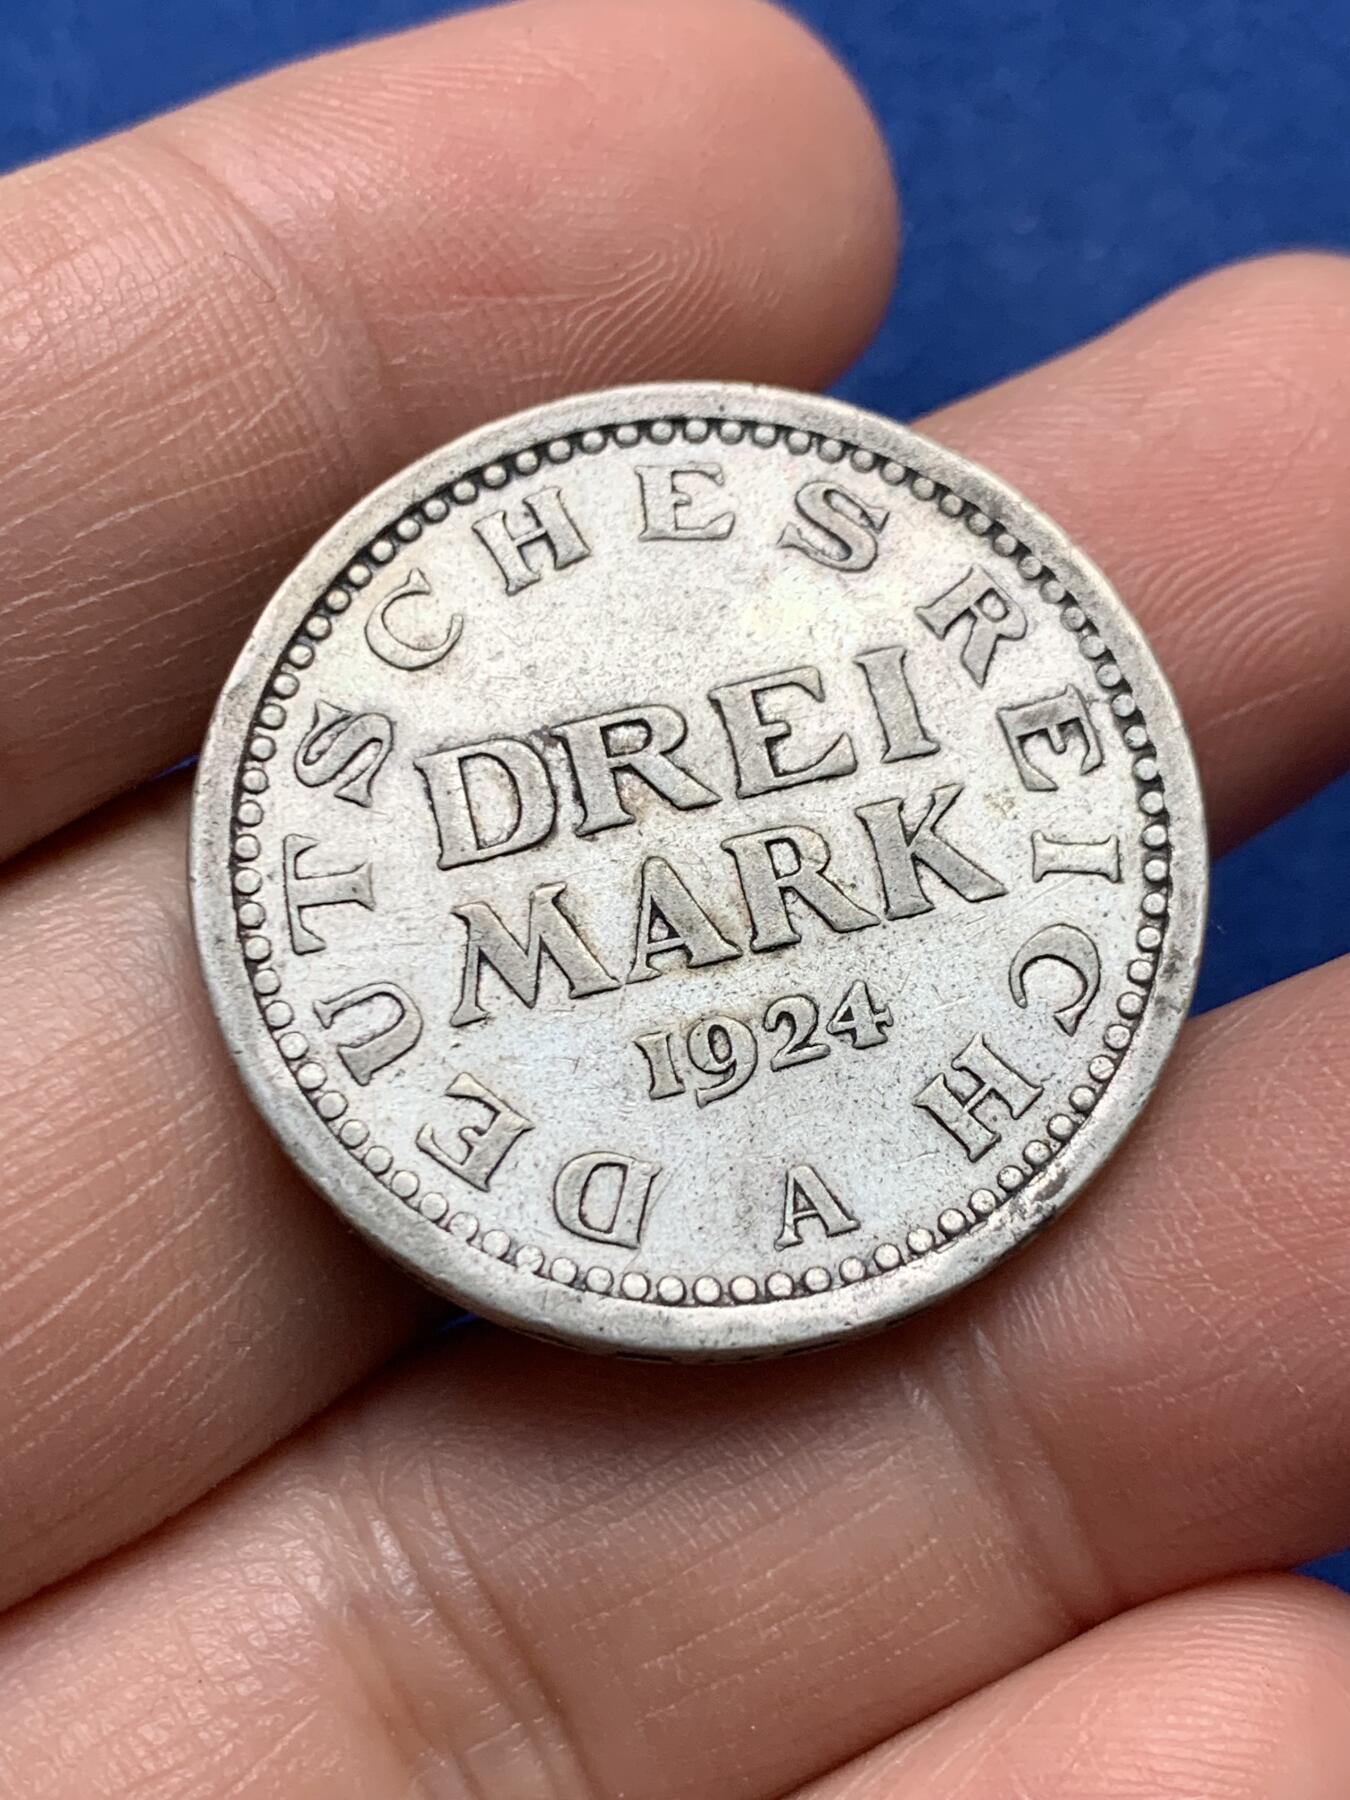 DEUTSCHES REICH
DREI
MARK
1924
A